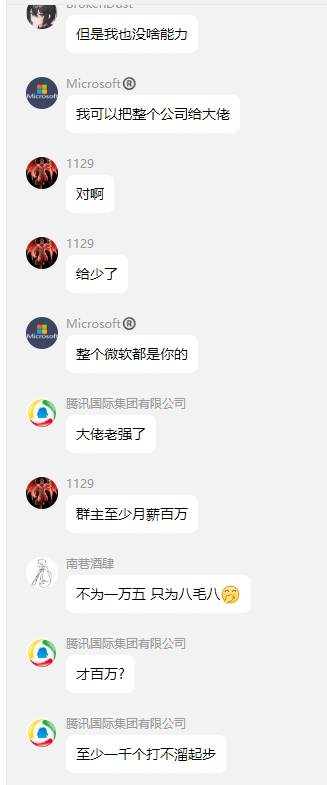 BrokenDust
但是我也没啥能力
Microsoft®
Microsoft
我可以把整个公司给大佬
1129
对啊
1129
给少了
Microsoft®
Microsoft
整个微软都是你的
腾讯国际集团有限公司
大佬老强了
1129
群主至少月薪百万
南巷酒肆
不为一万五 只为八毛八🤭
腾讯国际集团有限公司
才百万?
腾讯国际集团有限公司
至少一千个打不溜起步